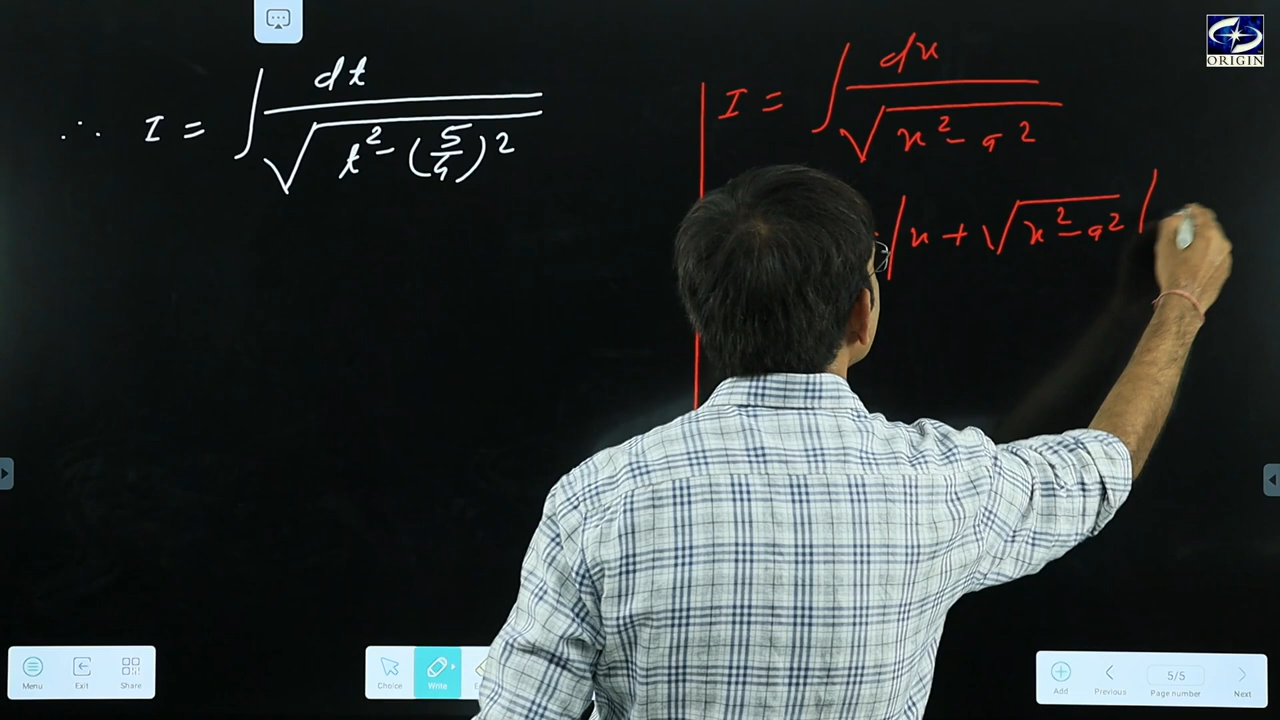 ∴ I = ∫ dt / √(t² - (5/4)²)
I = ∫ dx / √(x² - a²)
|x + √(x² - a²)|
ORIGIN
Menu
Exit
Share
Choice
Write
Add
Previous
5/5
Page number
Next